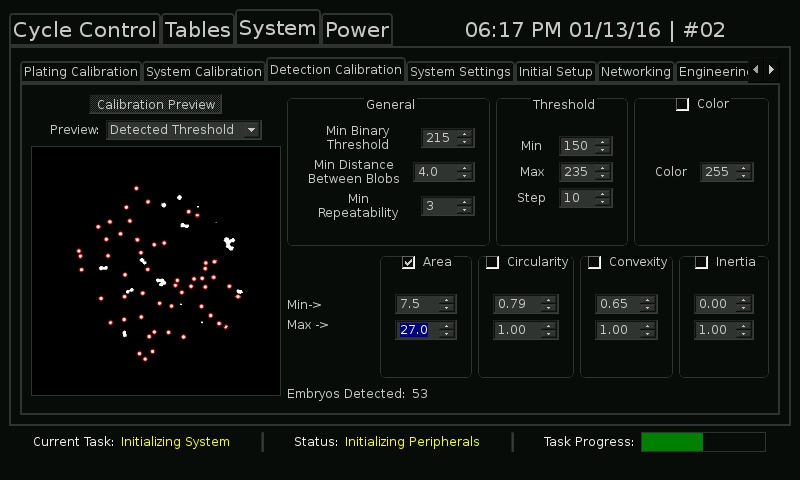 Cycle Control Tables System Power 06:17 PM 01/13/16 | #02
Plating Calibration System Calibration Detection Calibration System Settings Initial Setup Networking Engineerin
Calibration Preview
Preview: Detected Threshold
General
Min Binary
Threshold
215
Min Distance
Between Blobs
4.0
Min
Repeatability
3
Threshold
Min 150
Max 235
Step 10
Color
Color 255
Area Circularity Convexity Inertia
Min-> 7.5 0.79 0.65 0.00
Max -> 27.0 1.00 1.00 1.00
Embryos Detected: 53
Current Task: Initializing System Status: Initializing Peripherals Task Progress: